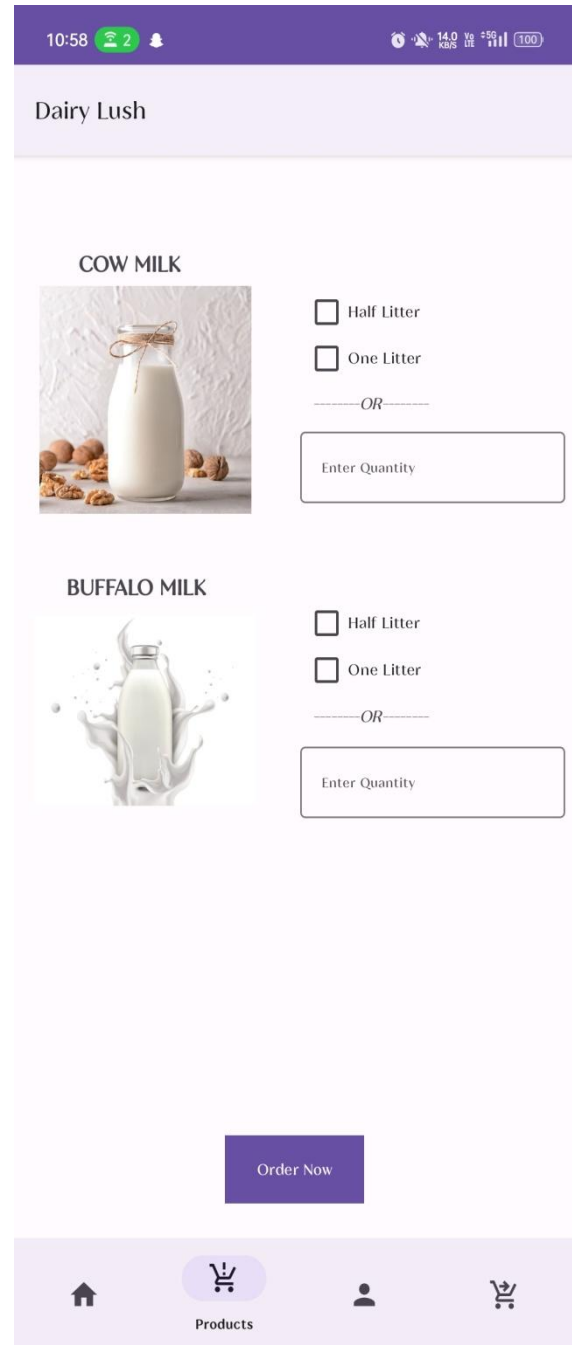 10:58 2 14.0 KB/S Vo LTE 5G 100
Dairy Lush
COW MILK
Half Litter
One Litter
--------OR--------
Enter Quantity
BUFFALO MILK
Half Litter
One Litter
--------OR--------
Enter Quantity
Order Now
Products